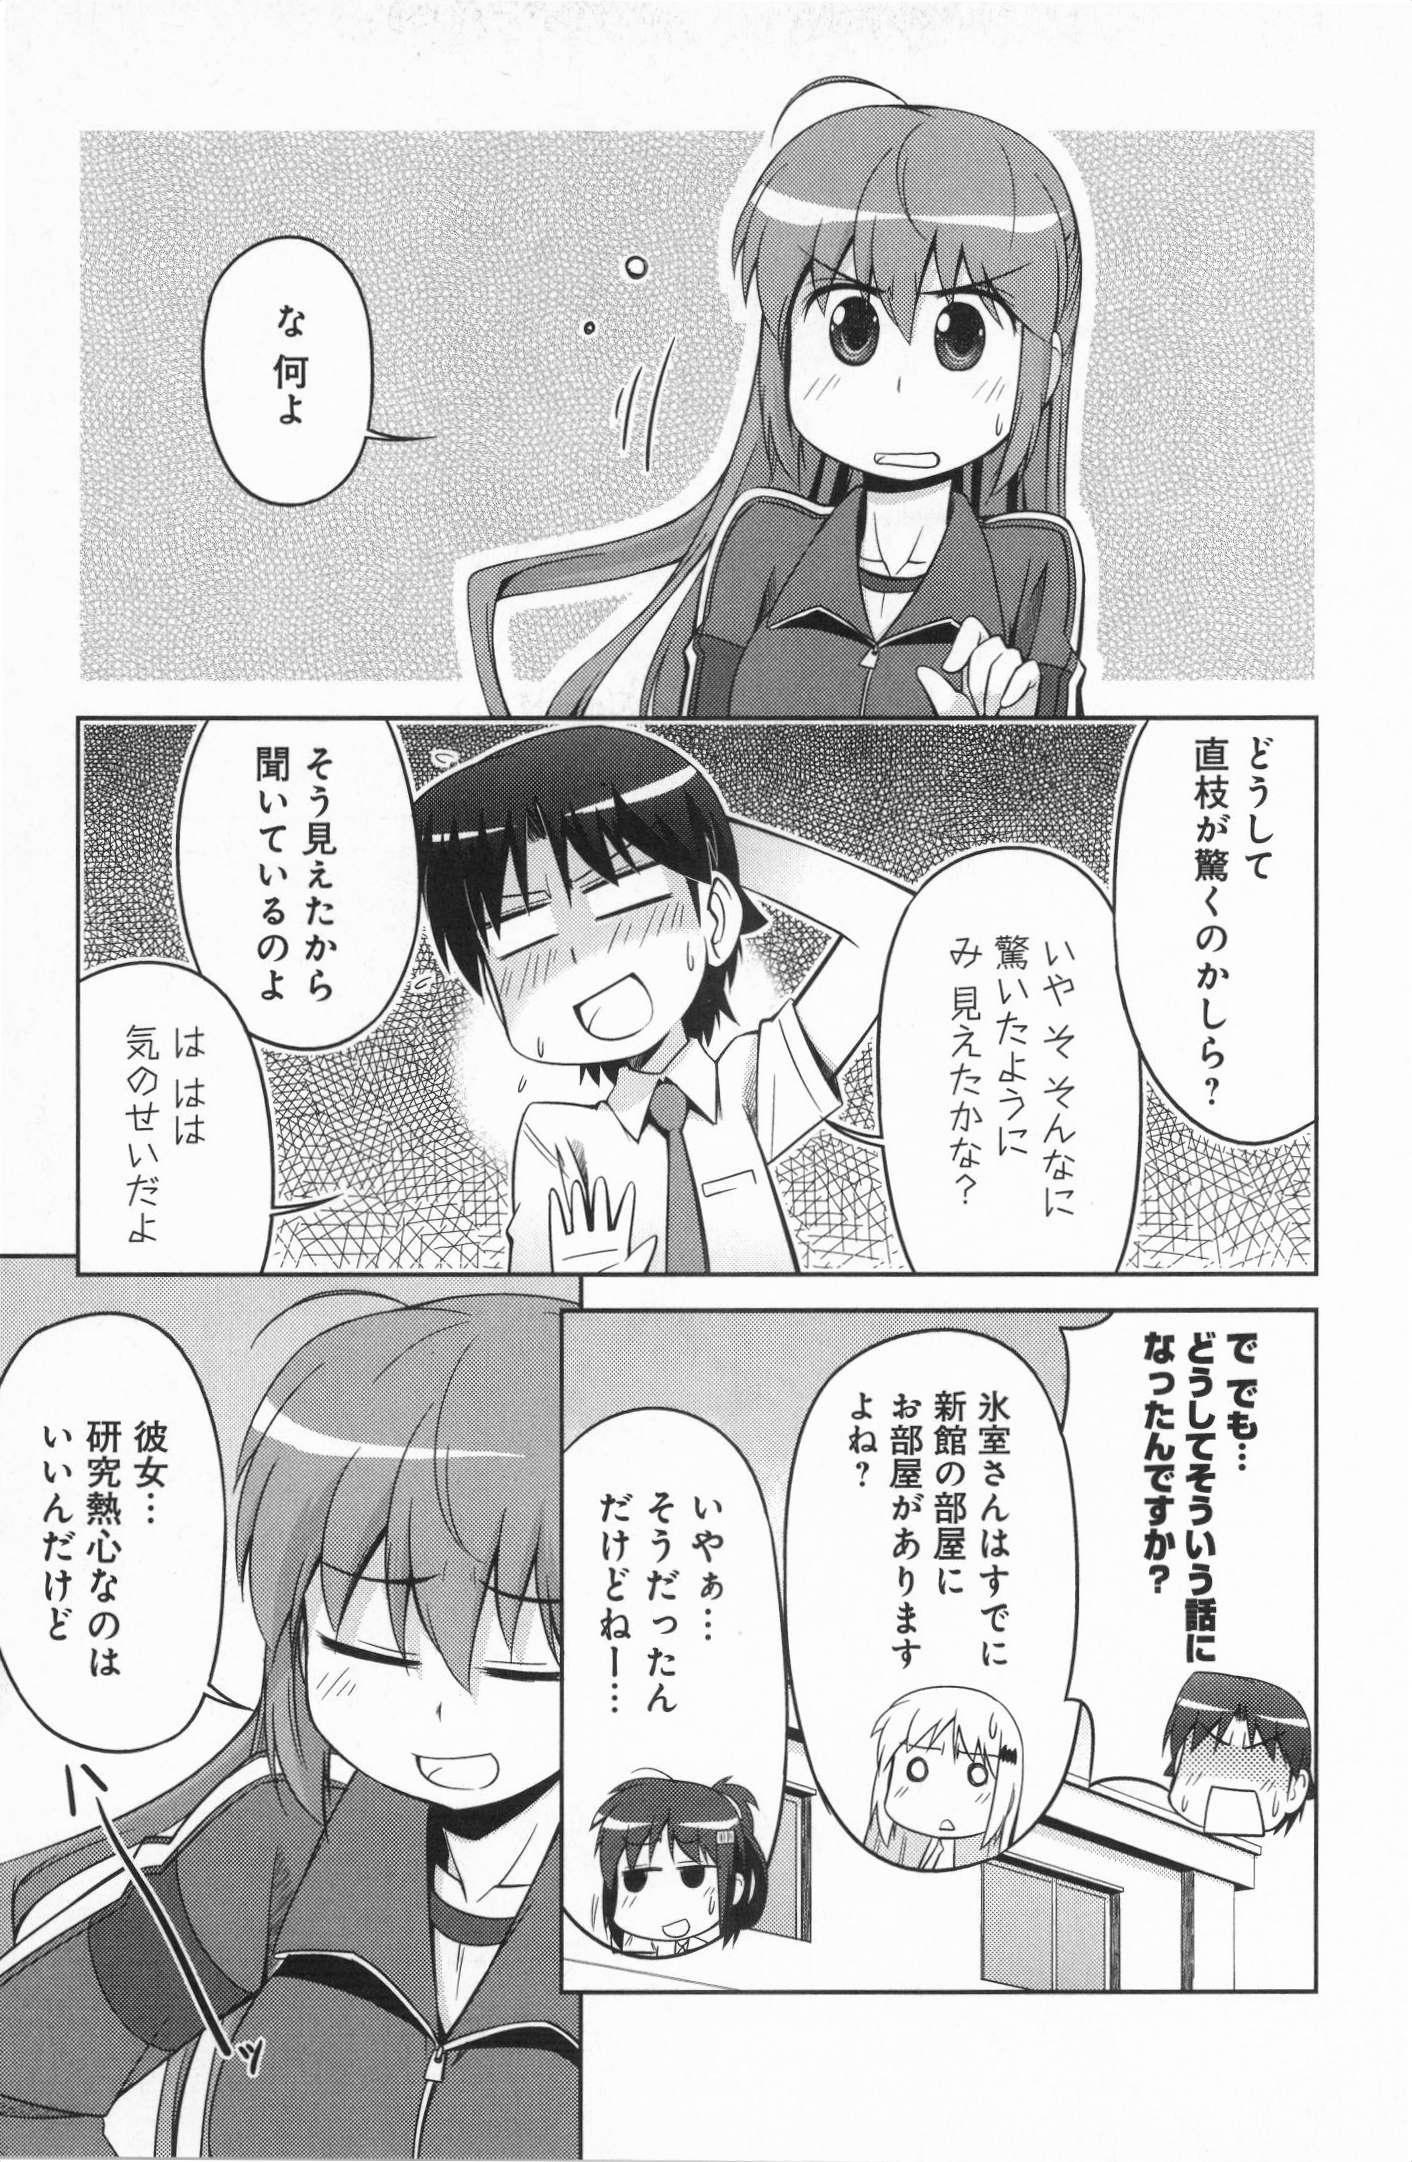 な 何よ
どうして
直枝が驚くのかしら？
いや そ そんなに
驚いたように
み 見えたかな？
そう見えたから
聞いているのよ
は はは
気のせいだよ
で でも…
どうしてそういう話に
なったんですか？
氷室さんはすでに
新館の部屋に
お部屋があります
よね？
いやぁ…
そうだったん
だけどねー…
彼女…
研究熱心なのは
いいんだけど
ハ
ッ